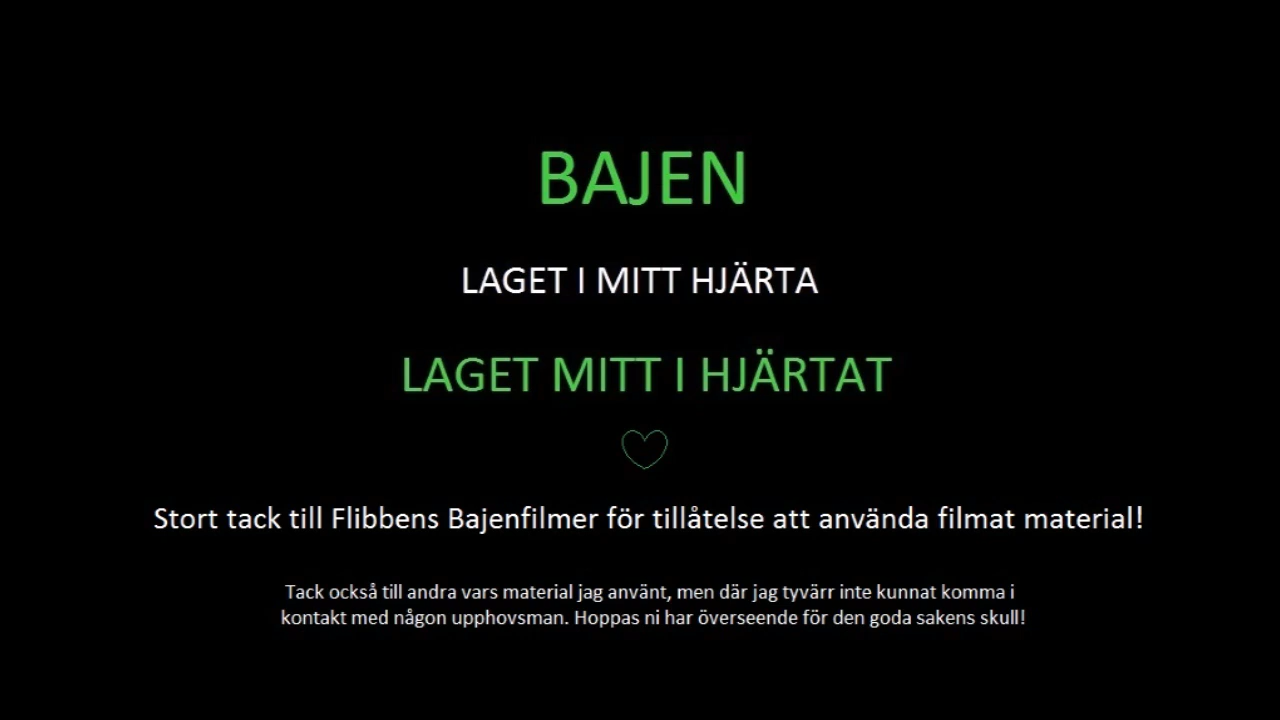 BAJEN
LAGET I MITT HJÄRTA
LAGET MITT I HJÄRTAT
Stort tack till Flibbens Bajenfilmer för tillåtelse att använda filmat material!
Tack också till andra vars material jag använt, men där jag tyvärr inte kunnat komma i
kontakt med någon upphovsman. Hoppas ni har överseende för den goda sakens skull!